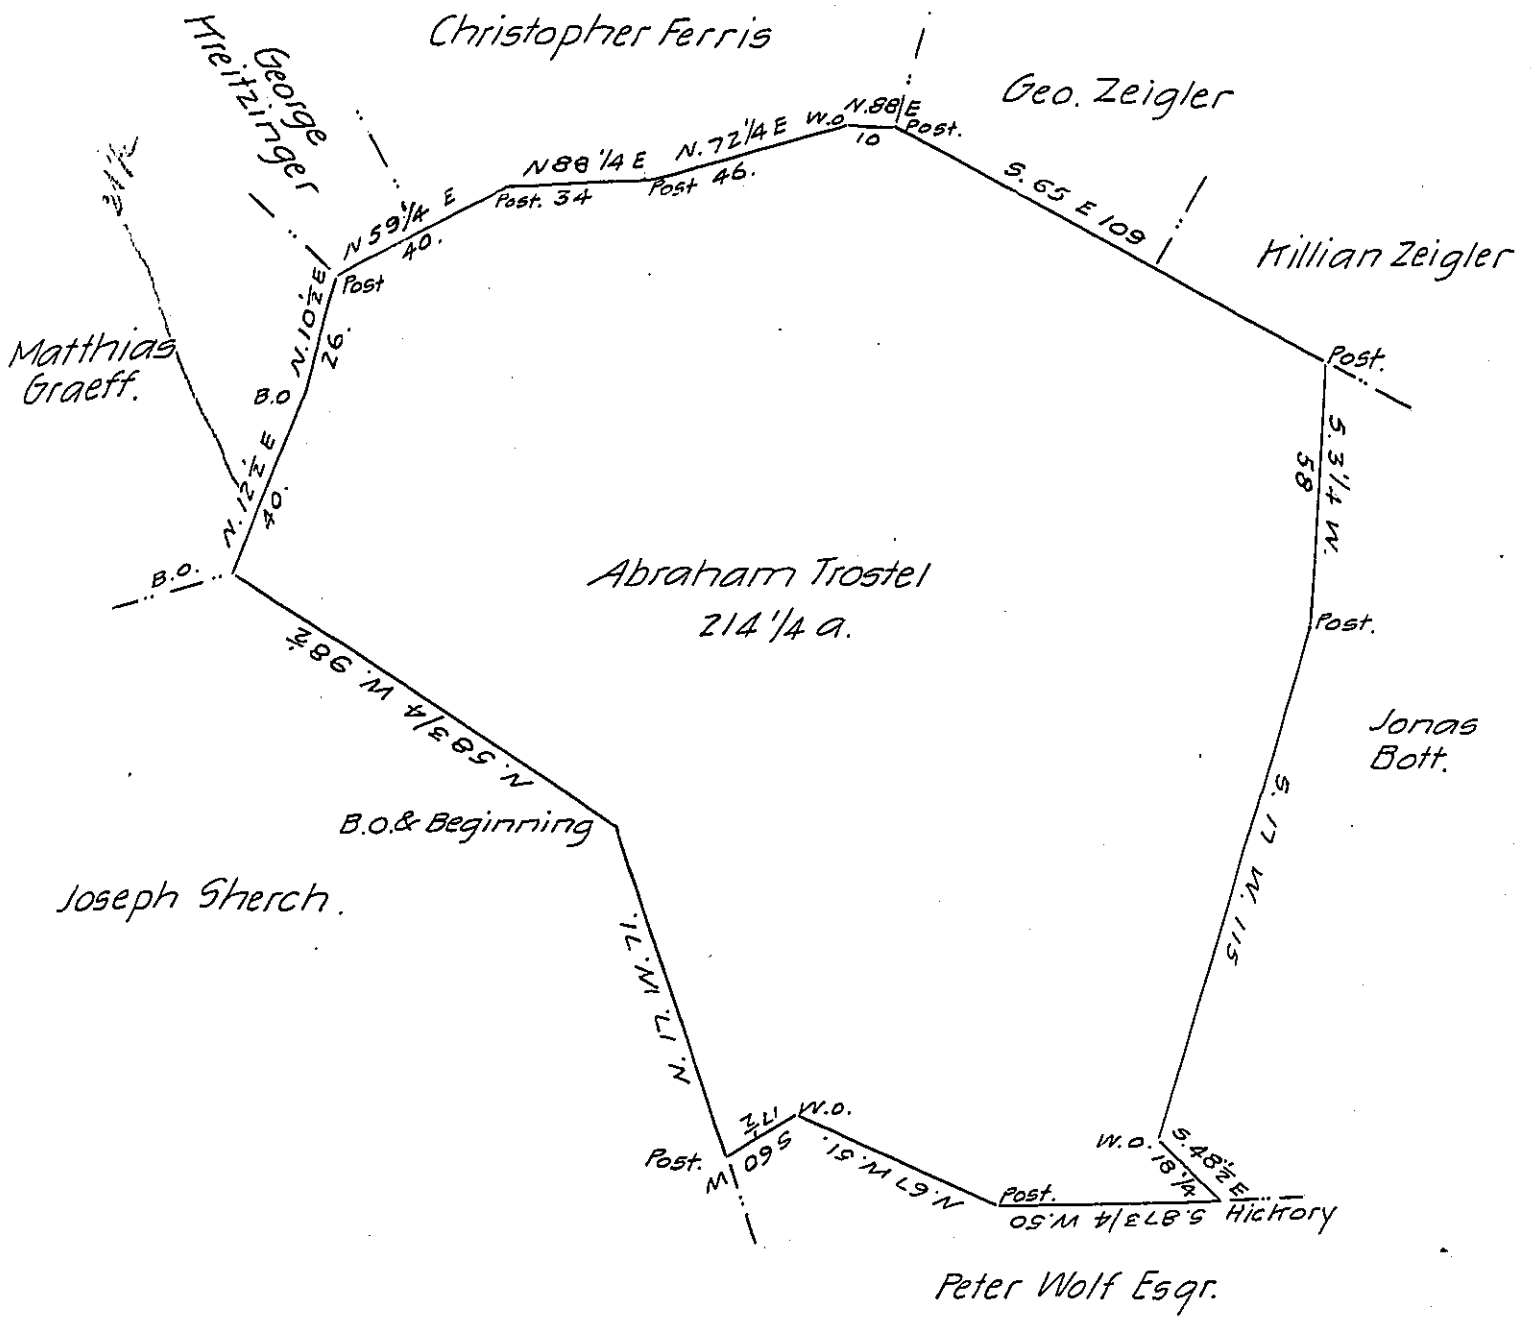 Christopher Ferris
George
Kreitzinger
Geo. Zeigler
N.88 E
10
W.o
Post.
N.72 1/4 E
46.
N88 1/4 E
Post
Post. 34
N 59 1/4 E
40.
S. 65 E 109
Killian Zeigler
21 1/2
Post
N. 10 1/2 E
26.
Matthias
Graeff.
B.O
Post.
N. 12 1/2 E
40.
S. 3 1/4 W.
58
B.O.
Abraham Trostel
214 1/4 a.
Post.
N. 58 3/4 W. 98 1/2
Jonas
Bott.
B.O.& Beginning
S. 17 W. 115
Joseph Sherch.
N. 17. W. 71.
W.O.
17 1/2
S 60 W
Post.
N. 67 W. 51.
W.O.
S. 48 1/2 E
18 1/4
Post.
S. 87 3/4 W. 50
Hickory
Peter Wolf Esqr.